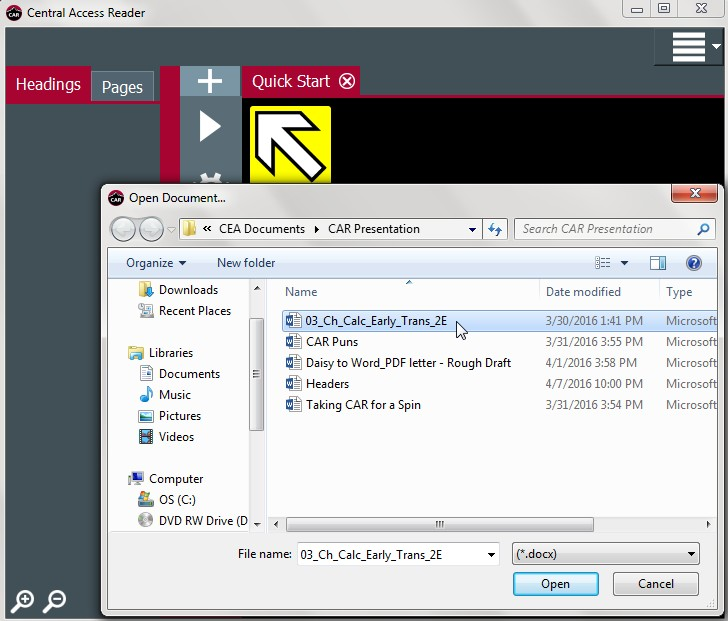 CAR Central Access Reader
Headings Pages
Quick Start
CAR Open Document...
« CEA Documents CAR Presentation Search CAR Presentation
Organize New folder
Name Date modified Type
Downloads
Recent Places
Libraries
Documents
Music
Pictures
Videos
Computer
OS (C:)
DVD RW Drive (D
03_Ch_Calc_Early_Trans_2E 3/30/2016 1:41 PM Microsoft
CAR Puns 3/31/2016 3:55 PM Microsoft
Daisy to Word_PDF letter - Rough Draft 4/1/2016 3:58 PM Microsoft
Headers 4/7/2016 10:00 PM Microsoft
Taking CAR for a Spin 3/31/2016 3:54 PM Microsoft
File name: 03_Ch_Calc_Early_Trans_2E (*.docx)
Open Cancel